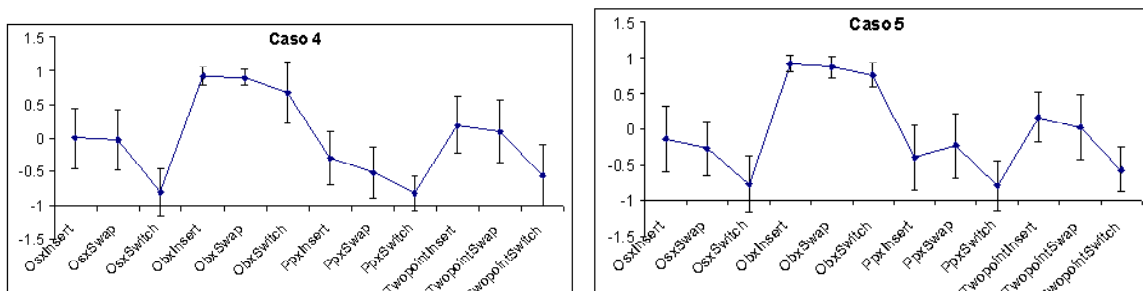 Caso 4
1.5
1
0.5
0
-0.5
-1
-1.5
OsxInsert
OsxSwap
OsxSwitch
ObxInsert
ObxSwap
ObxSwitch
PpxInsert
PpxSwap
PpxSwitch
TwopointInsert
TwopointSwap
TwopointSwitch
Caso 5
1.5
1
0.5
0
-0.5
-1
-1.5
OsxInsert
OsxSwap
OsxSwitch
ObxInsert
ObxSwap
ObxSwitch
PpxInsert
PpxSwap
PpxSwitch
TwopointInsert
TwopointSwap
TwopointSwitch